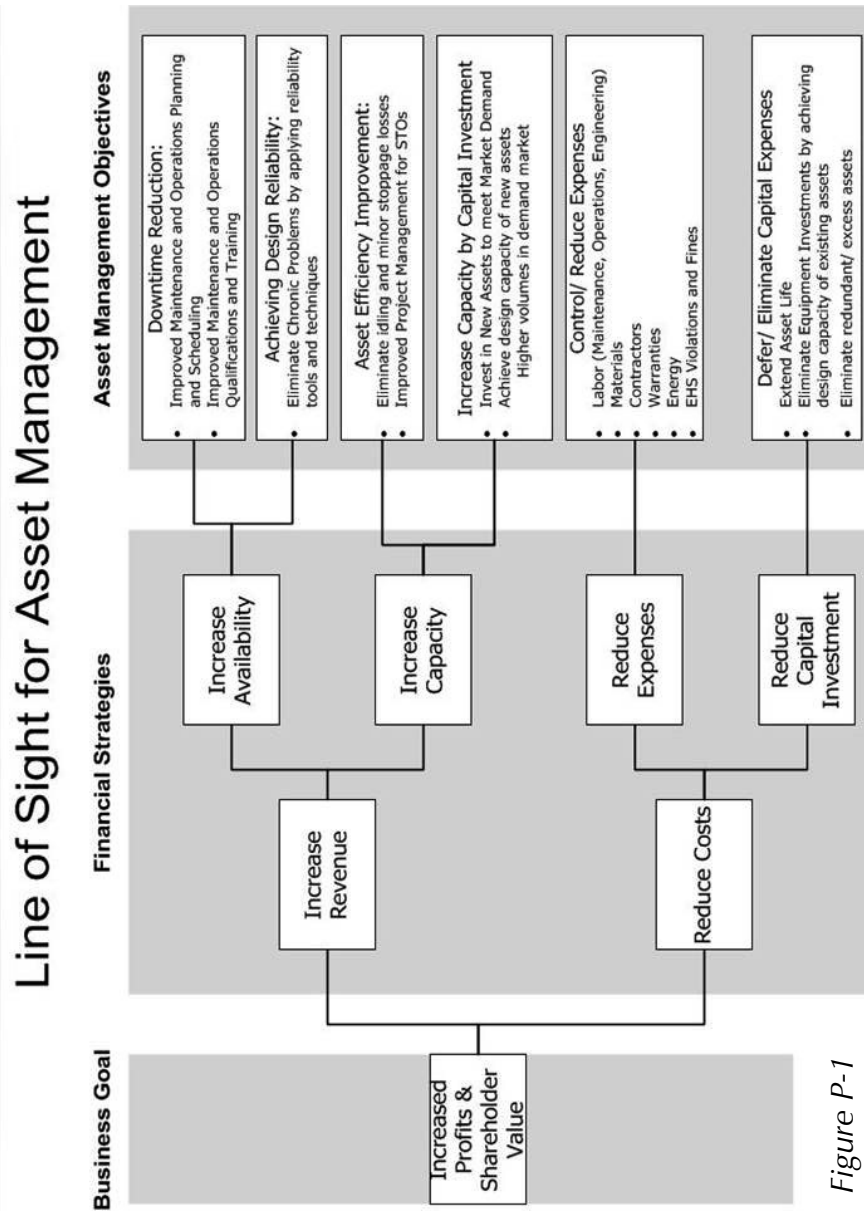 Line of Sight for Asset Management
Business Goal
Financial Strategies
Asset Management Objectives
Increased
Profits &
Shareholder
Value
Increase
Revenue
Reduce Costs
Increase
Availability
Increase
Capacity
Reduce
Expenses
Reduce
Capital
Investment
Downtime Reduction:
• Improved Maintenance and Operations Planning
and Scheduling
• Improved Maintenance and Operations
Qualifications and Training
Achieving Design Reliability:
• Eliminate Chronic Problems by applying reliability
tools and techniques
Asset Efficiency Improvement:
• Eliminate idling and minor stoppage losses
• Improved Project Management for STOs
Increase Capacity by Capital Investment
• Invest in New Assets to meet Market Demand
• Achieve design capacity of new assets
Higher volumes in demand market
Control/ Reduce Expenses
• Labor (Maintenance, Operations, Engineering)
• Materials
• Contractors
• Warranties
• Energy
• EHS Violations and Fines
Defer/ Eliminate Capital Expenses
• Extend Asset Life
• Eliminate Equipment Investments by achieving
design capacity of existing assets
• Eliminate redundant/ excess assets
Figure P-1